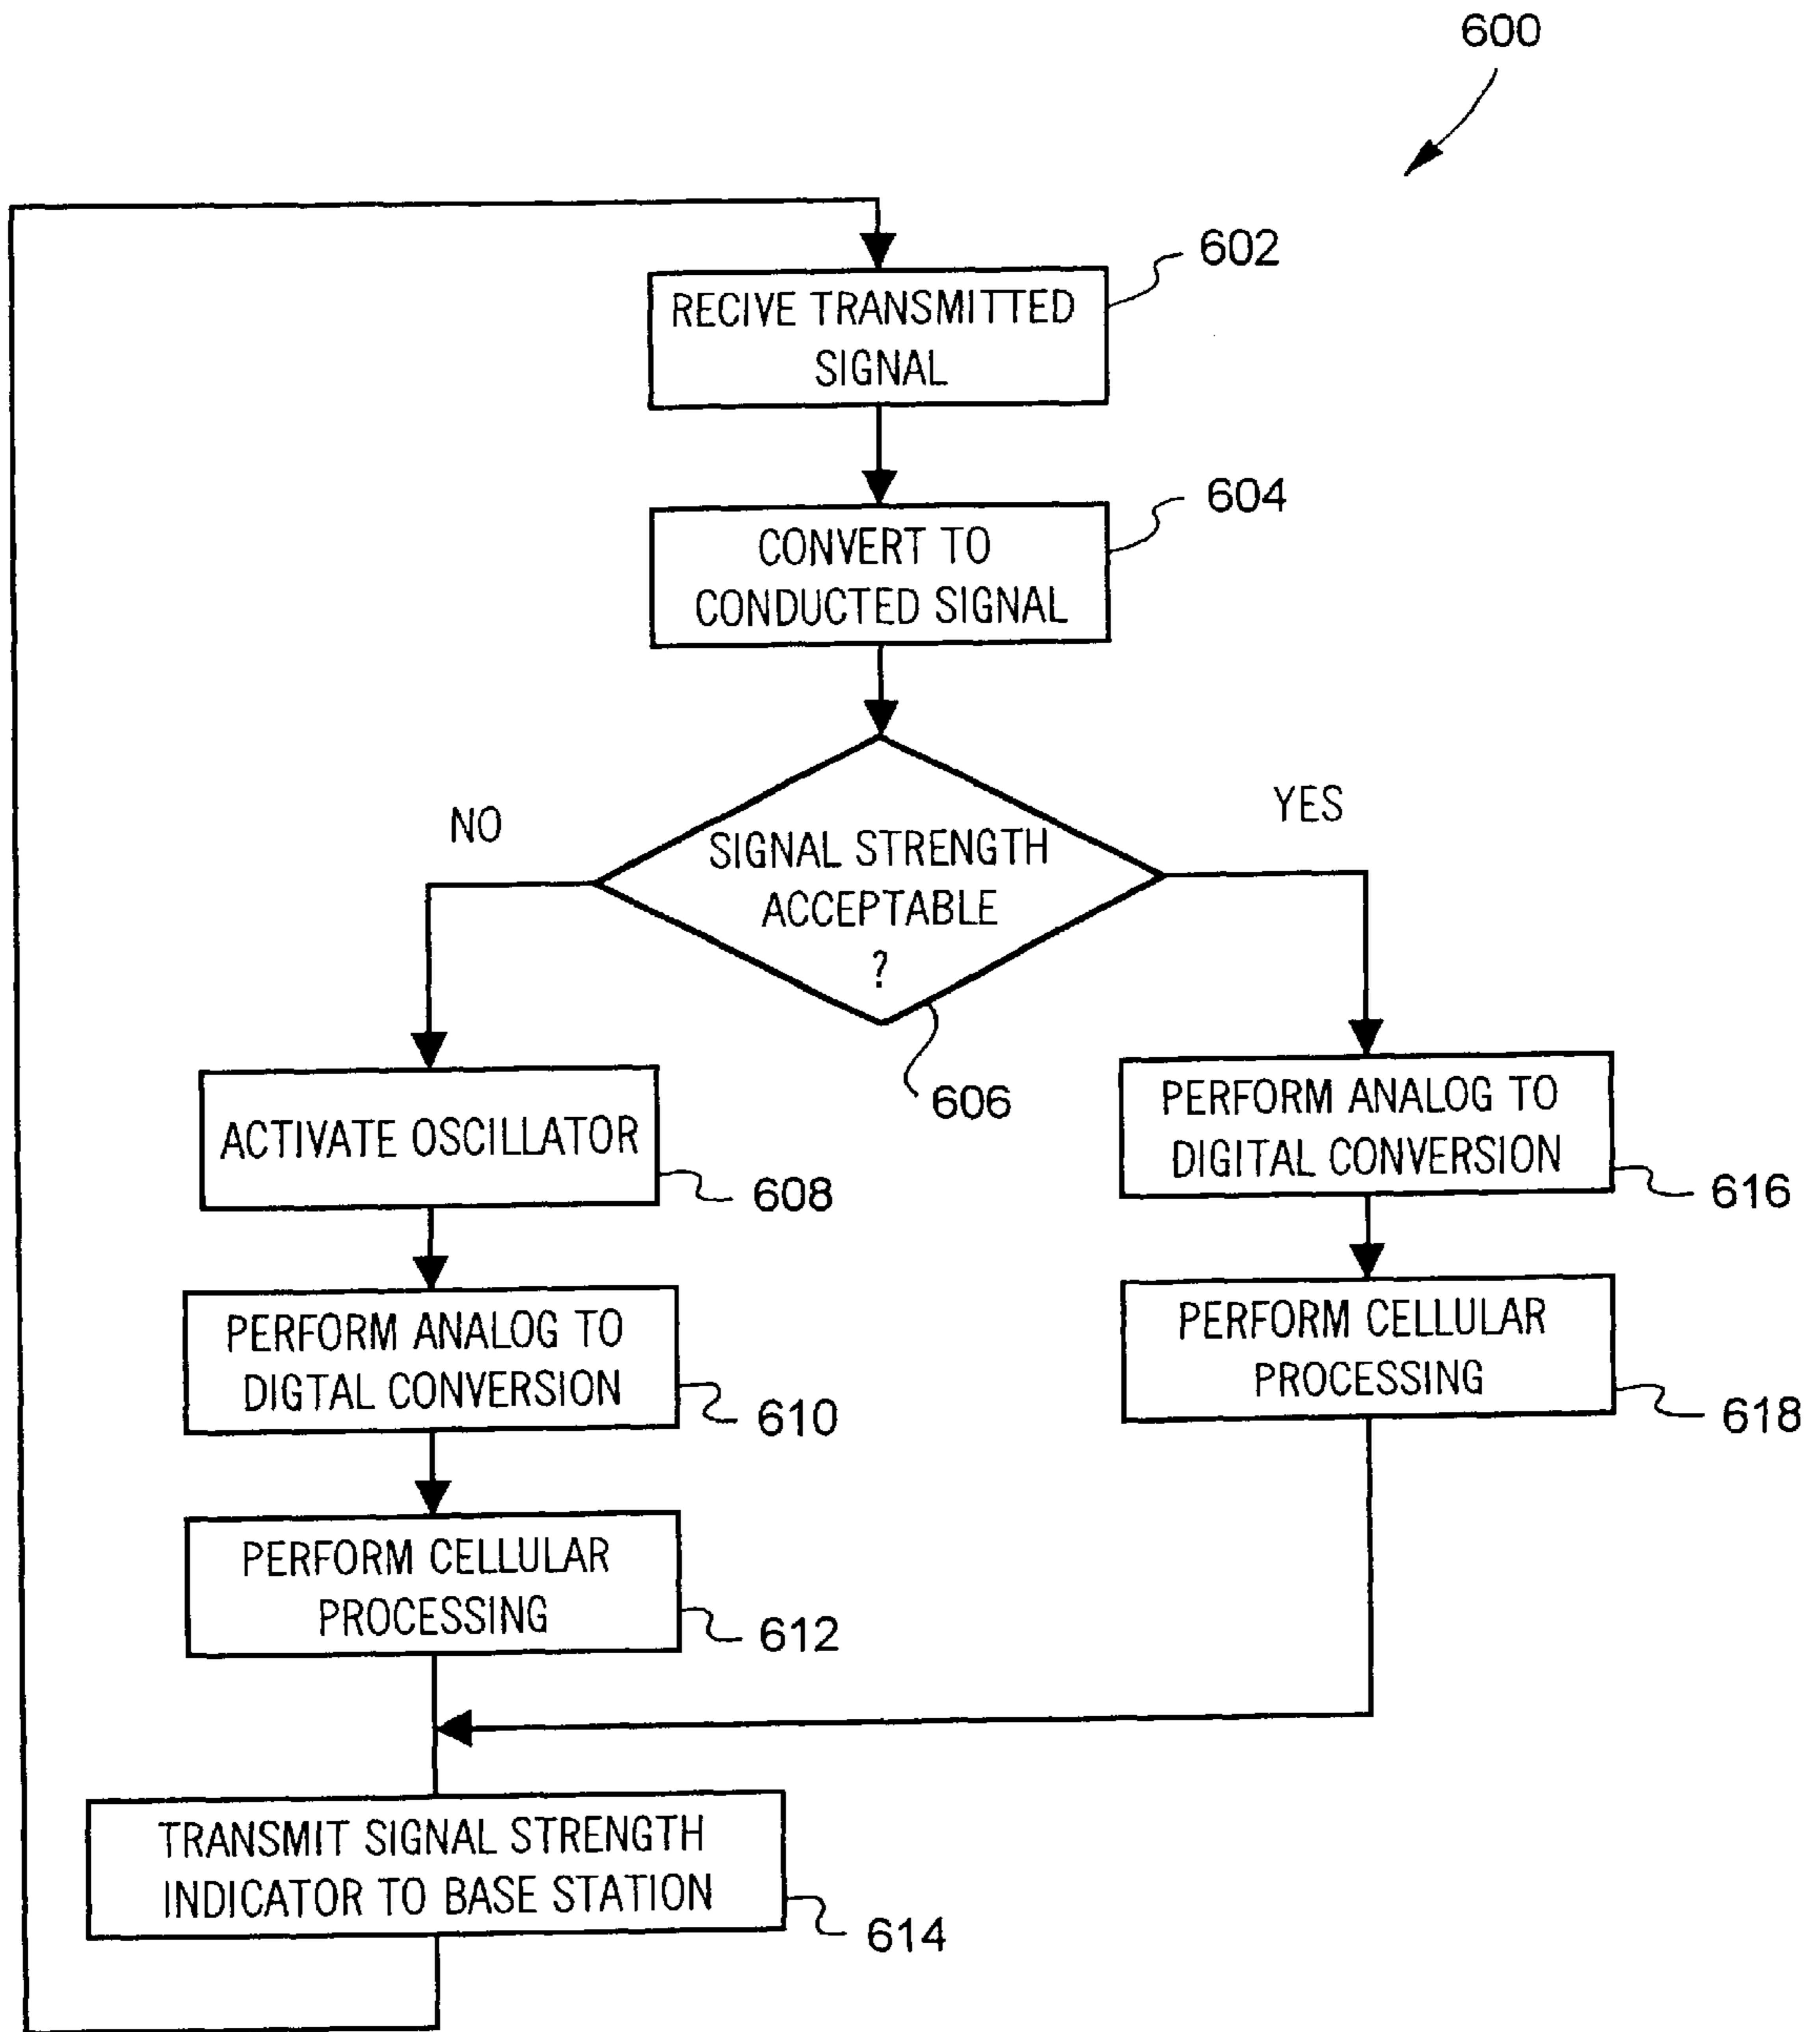 600
602
RECIVE TRANSMITTED
SIGNAL
604
CONVERT TO
CONDUCTED SIGNAL
NO
YES
SIGNAL STRENGTH
ACCEPTABLE
?
606
ACTIVATE OSCILLATOR
608
PERFORM ANALOG TO
DIGITAL CONVERSION
616
PERFORM ANALOG TO
DIGTAL CONVERSION
610
PERFORM CELLULAR
PROCESSING
618
PERFORM CELLULAR
PROCESSING
612
TRANSMIT SIGNAL STRENGTH
INDICATOR TO BASE STATION
614